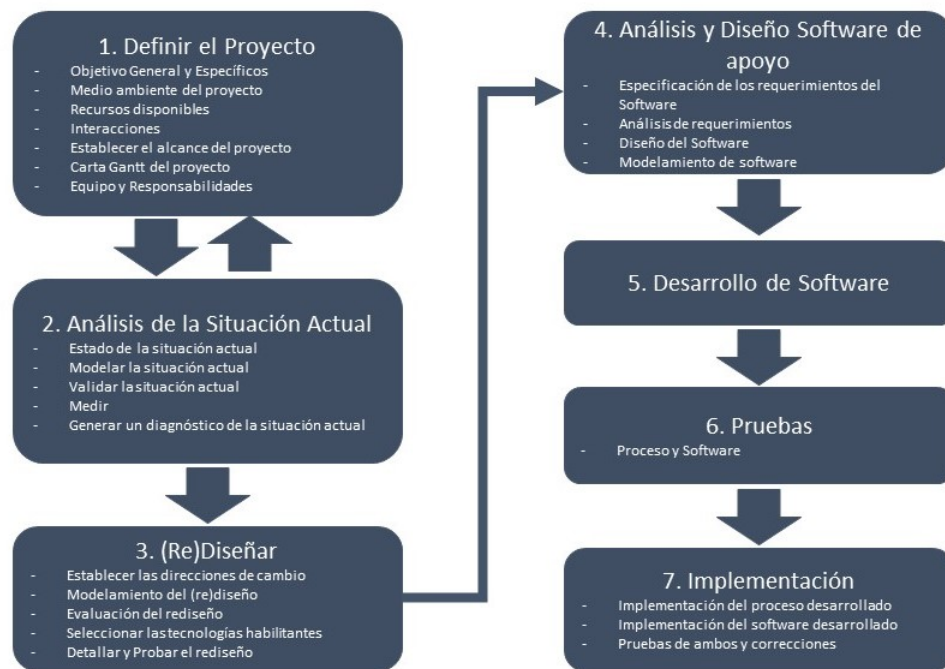 1. Definir el Proyecto
- Objetivo General y Específicos
- Medio ambiente del proyecto
- Recursos disponibles
- Interacciones
- Establecer el alcance del proyecto
- Carta Gantt del proyecto
- Equipo y Responsabilidades
2. Análisis de la Situación Actual
- Estado de la situación actual
- Modelar la situación actual
- Validar la situación actual
- Medir
- Generar un diagnóstico de la situación actual
3. (Re)Diseñar
- Establecer las direcciones de cambio
- Modelamiento del (re)diseño
- Evaluación del rediseño
- Seleccionar las tecnologías habilitantes
- Detallar y Probar el rediseño
4. Análisis y Diseño Software de
apoyo
- Especificación de los requerimientos del
Software
- Análisis de requerimientos
- Diseño del Software
- Modelamiento de software
5. Desarrollo de Software
6. Pruebas
- Proceso y Software
7. Implementación
- Implementación del proceso desarrollado
- Implementación del software desarrollado
- Pruebas de ambos y correcciones